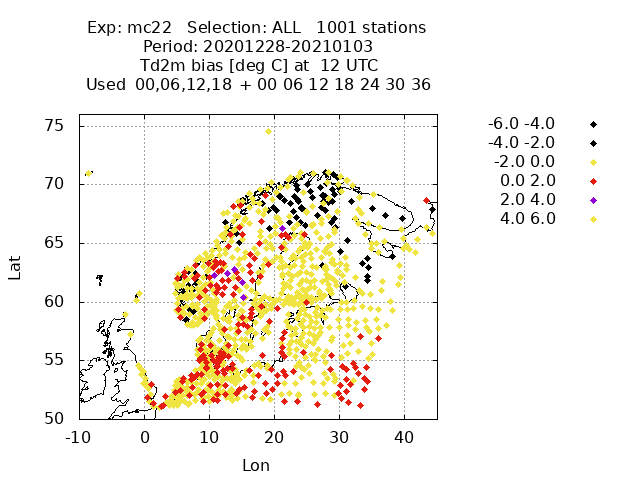 Exp: mc22   Selection: ALL   1001 stations
Period: 20201228-20210103
Td2m bias [deg C] at  12 UTC
Used  00,06,12,18 + 00 06 12 18 24 30 36
-6.0 -4.0
-4.0 -2.0
-2.0 0.0
0.0 2.0
2.0 4.0
4.0 6.0
Lat
75
70
65
60
55
50
-10 0 10 20 30 40
Lon